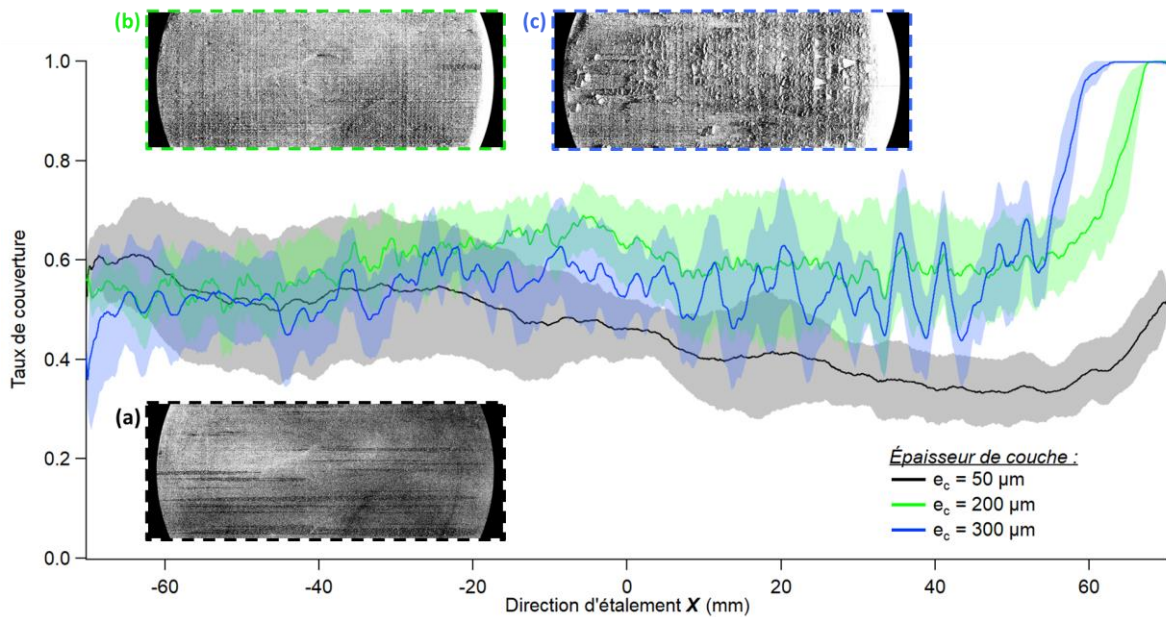 (b)
(c)
1.0
0.8
0.6
0.4
0.2
0.0
Taux de couverture
(a)
Épaisseur de couche :
e_c = 50 µm
e_c = 200 µm
e_c = 300 µm
-60
-40
-20
0
20
40
60
Direction d'étalement X (mm)